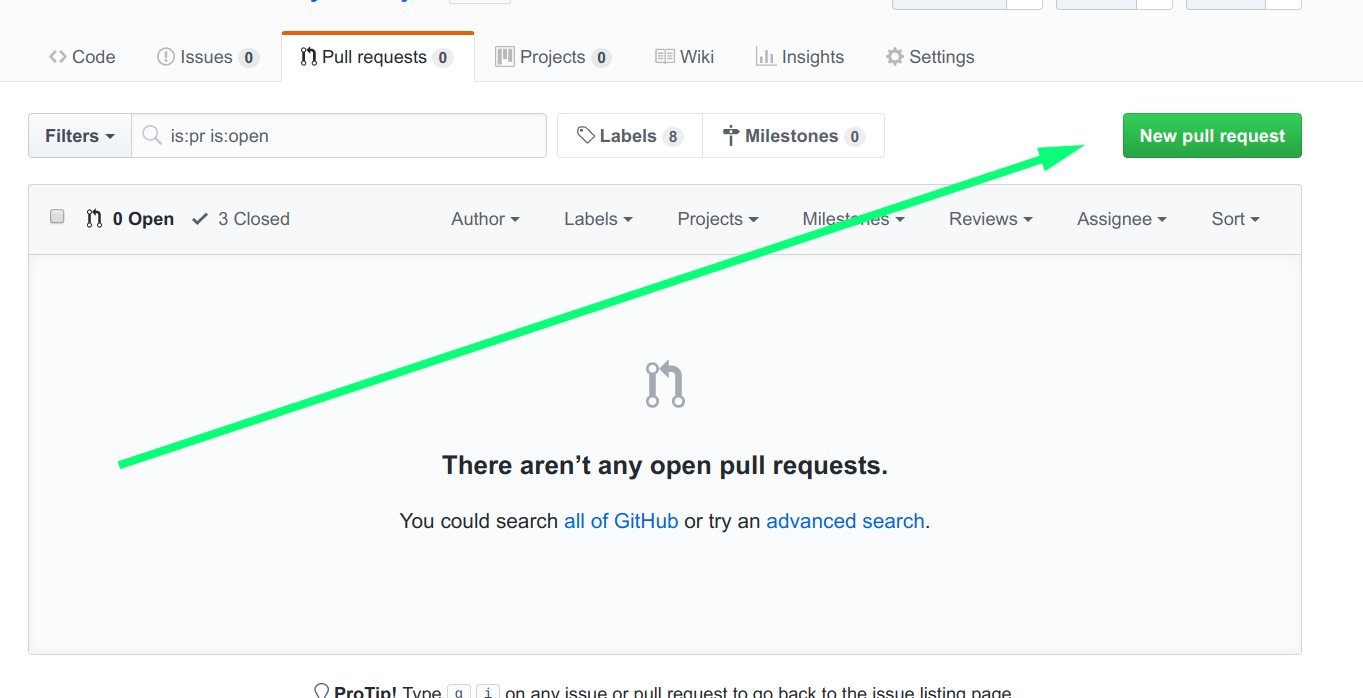 Code Issues 0 Pull requests 0 Projects 0 Wiki Insights Settings
Filters is:pr is:open Labels 8 Milestones 0 New pull request
0 Open 3 Closed Author Labels Projects Milestones Reviews Assignee Sort
There aren’t any open pull requests.
You could search all of GitHub or try an advanced search.
ProTip! Type g i on any issue or pull request to go back to the issue listing page.